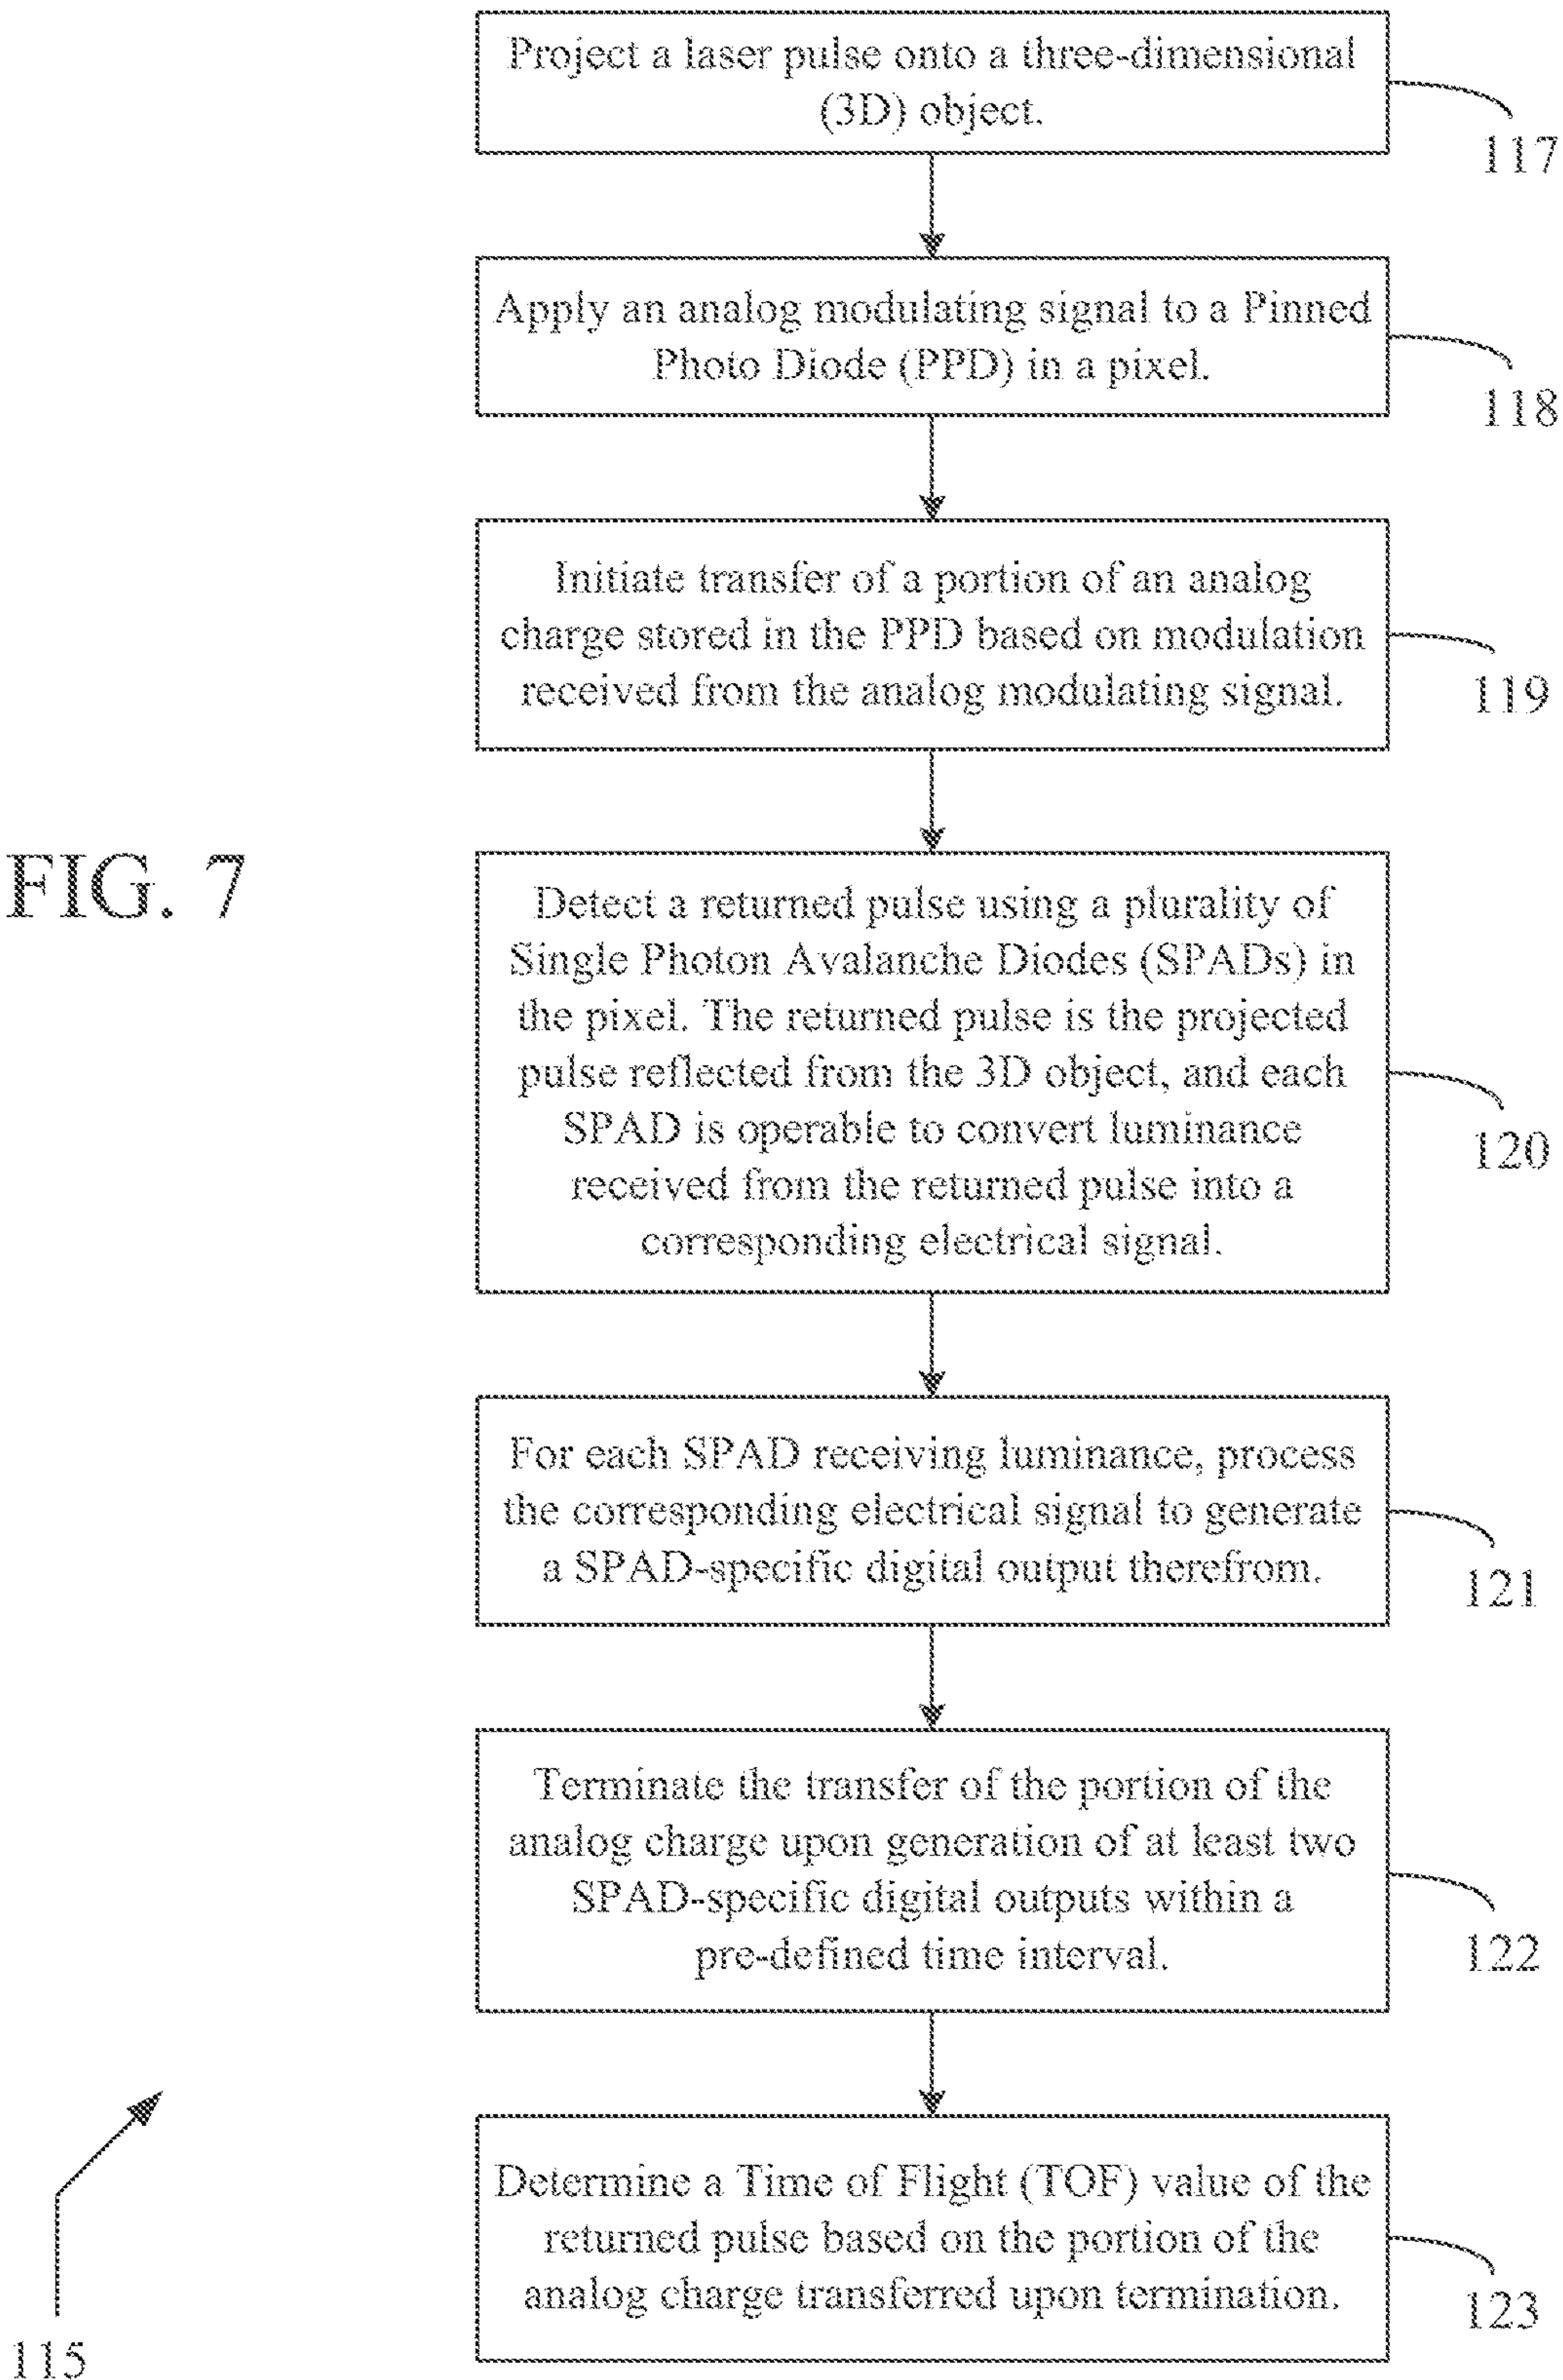 Project a laser pulse onto a three-dimensional
(3D) object.
117
Apply an analog modulating signal to a Pinned
Photo Diode (PPD) in a pixel.
118
Initiate transfer of a portion of an analog
charge stored in the PPD based on modulation
received from the analog modulating signal.
119
FIG. 7
Detect a returned pulse using a plurality of
Single Photon Avalanche Diodes (SPADs) in
the pixel. The returned pulse is the projected
pulse reflected from the 3D object, and each
SPAD is operable to convert luminance
received from the returned pulse into a
corresponding electrical signal.
120
For each SPAD receiving luminance, process
the corresponding electrical signal to generate
a SPAD-specific digital output therefrom.
121
Terminate the transfer of the portion of the
analog charge upon generation of at least two
SPAD-specific digital outputs within a
pre-defined time interval.
122
Determine a Time of Flight (TOF) value of the
returned pulse based on the portion of the
analog charge transferred upon termination.
123
115